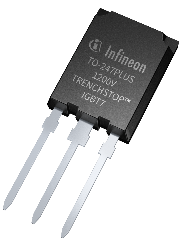 Infineon
TO-247PLUS
1200V
TRENCHSTOP™
IGBT7